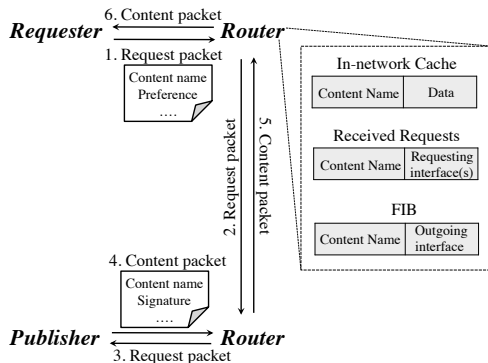 6. Content packet
Requester
Router
1. Request packet
Content name
Preference
....
In-network Cache
Content Name
Data
Received Requests
Content Name
Requesting
interface(s)
FIB
Content Name
Outgoing
interface
2. Request packet
5. Content packet
4. Content packet
Content name
Signature
....
Publisher
Router
3. Request packet